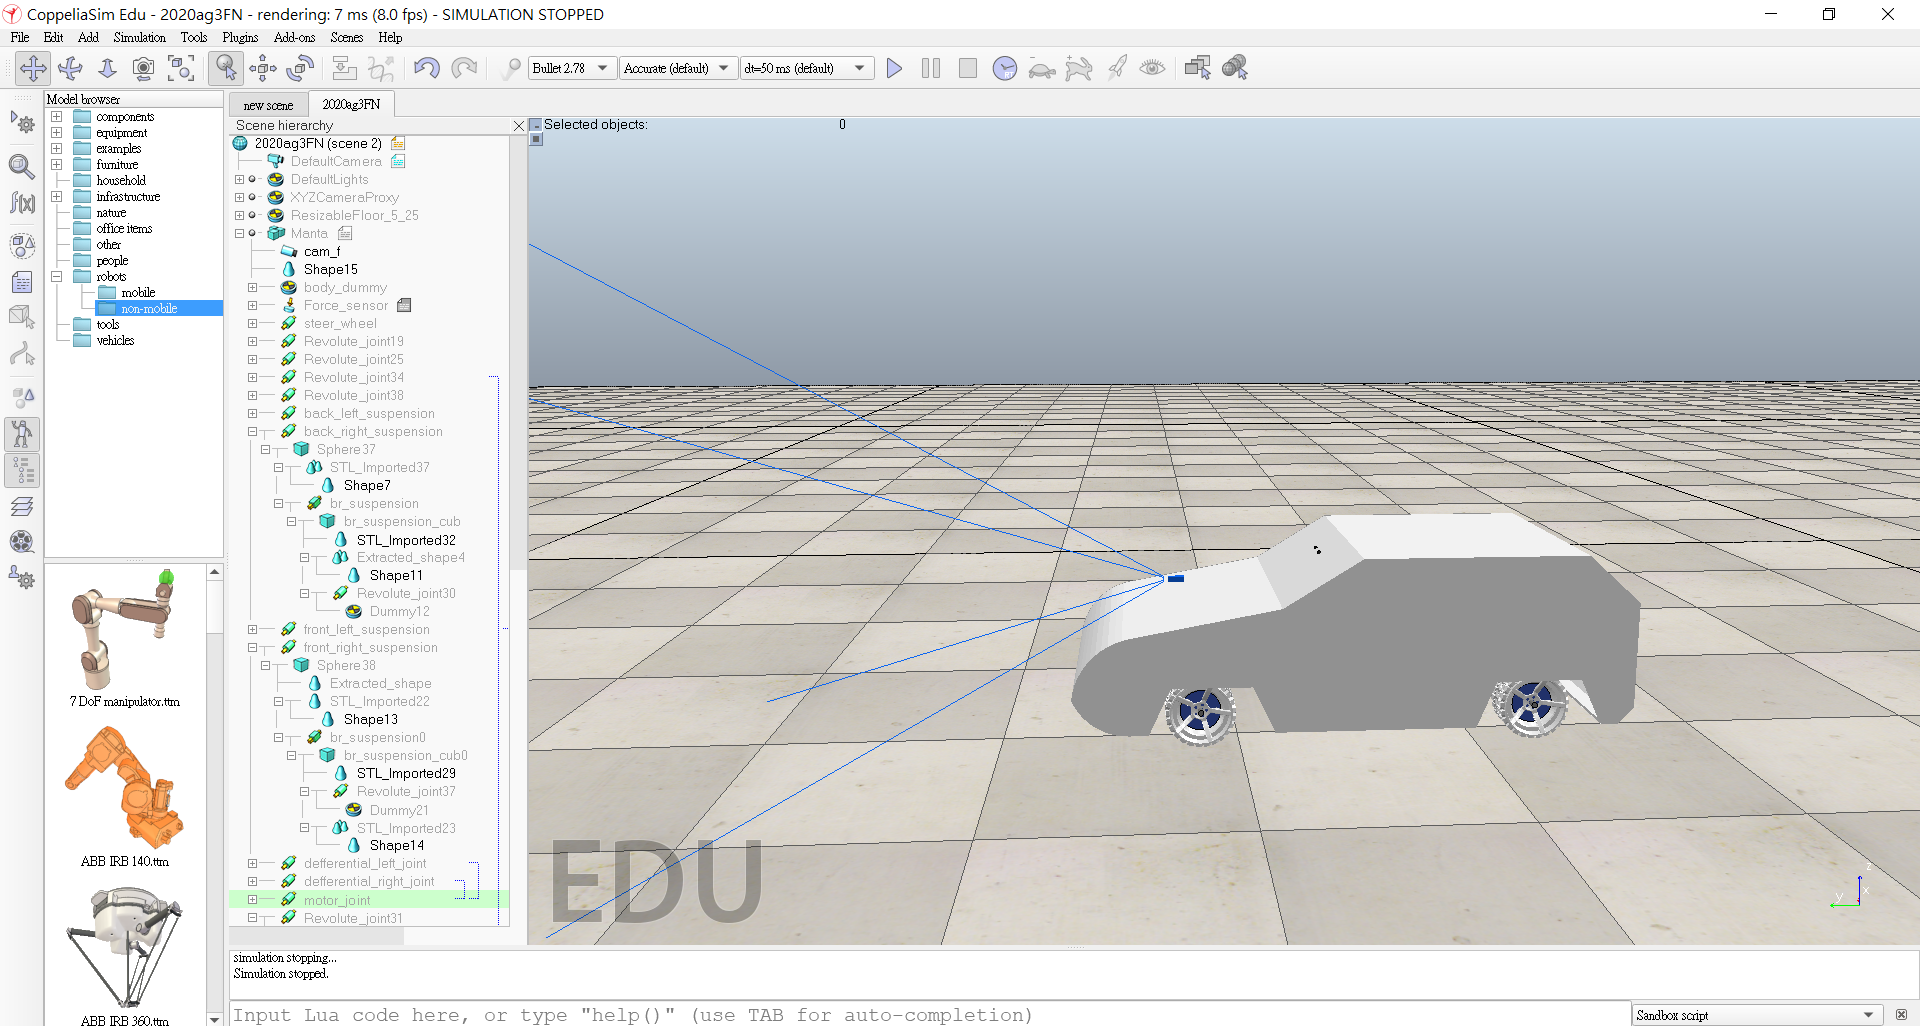 CoppeliaSim Edu - 2020ag3FN - rendering: 7 ms (8.0 fps) - SIMULATION STOPPED
File Edit Add Simulation Tools Plugins Add-ons Scenes Help
Bullet 2.78 Accurate (default) dt=50 ms (default)
Model browser
components
equipment
examples
furniture
household
infrastructure
nature
office items
other
people
robots
mobile
non-mobile
tools
vehicles
7 DoF manipulator.ttm
ABB IRB 140.ttm
ABB IRB 360.ttm
new scene 2020ag3FN
Scene hierarchy
2020ag3FN (scene 2)
DefaultCamera
DefaultLights
XYZCameraProxy
ResizableFloor_5_25
Manta
cam_f
Shape15
body_dummy
Force_sensor
steer_wheel
Revolute_joint19
Revolute_joint25
Revolute_joint34
Revolute_joint38
back_left_suspension
back_right_suspension
Sphere37
STL_Imported37
Shape7
br_suspension
br_suspension_cub
STL_Imported32
Extracted_shape4
Shape11
Revolute_joint30
Dummy12
front_left_suspension
front_right_suspension
Sphere38
Extracted_shape
STL_Imported22
Shape13
br_suspension0
br_suspension_cub0
STL_Imported29
Revolute_joint37
Dummy21
STL_Imported23
Shape14
defferential_left_joint
defferential_right_joint
motor_joint
Revolute_joint31
Selected objects: 0
EDU
z
x
y
simulation stopping...
Simulation stopped.
Input Lua code here, or type "help()" (use TAB for auto-completion)
Sandbox script